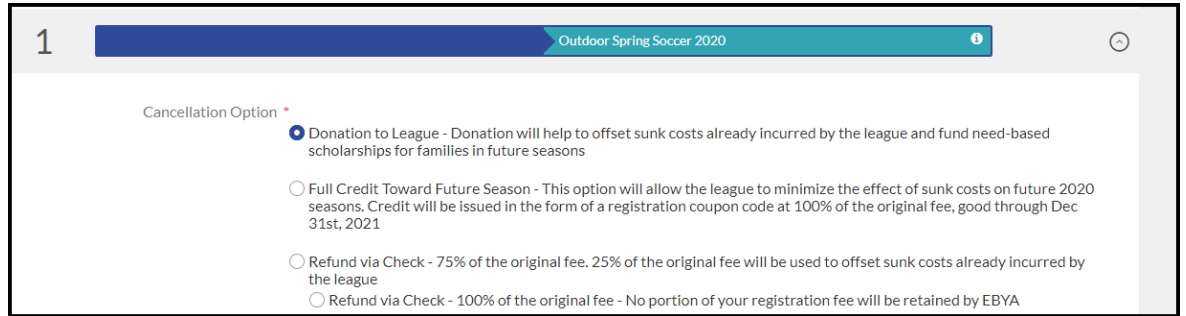 1
Outdoor Spring Soccer 2020
Cancellation Option *
Donation to League - Donation will help to offset sunk costs already incurred by the league and fund need-based
scholarships for families in future seasons
Full Credit Toward Future Season - This option will allow the league to minimize the effect of sunk costs on future 2020
seasons. Credit will be issued in the form of a registration coupon code at 100% of the original fee, good through Dec
31st, 2021
Refund via Check - 75% of the original fee. 25% of the original fee will be used to offset sunk costs already incurred by
the league
Refund via Check - 100% of the original fee - No portion of your registration fee will be retained by EBYA